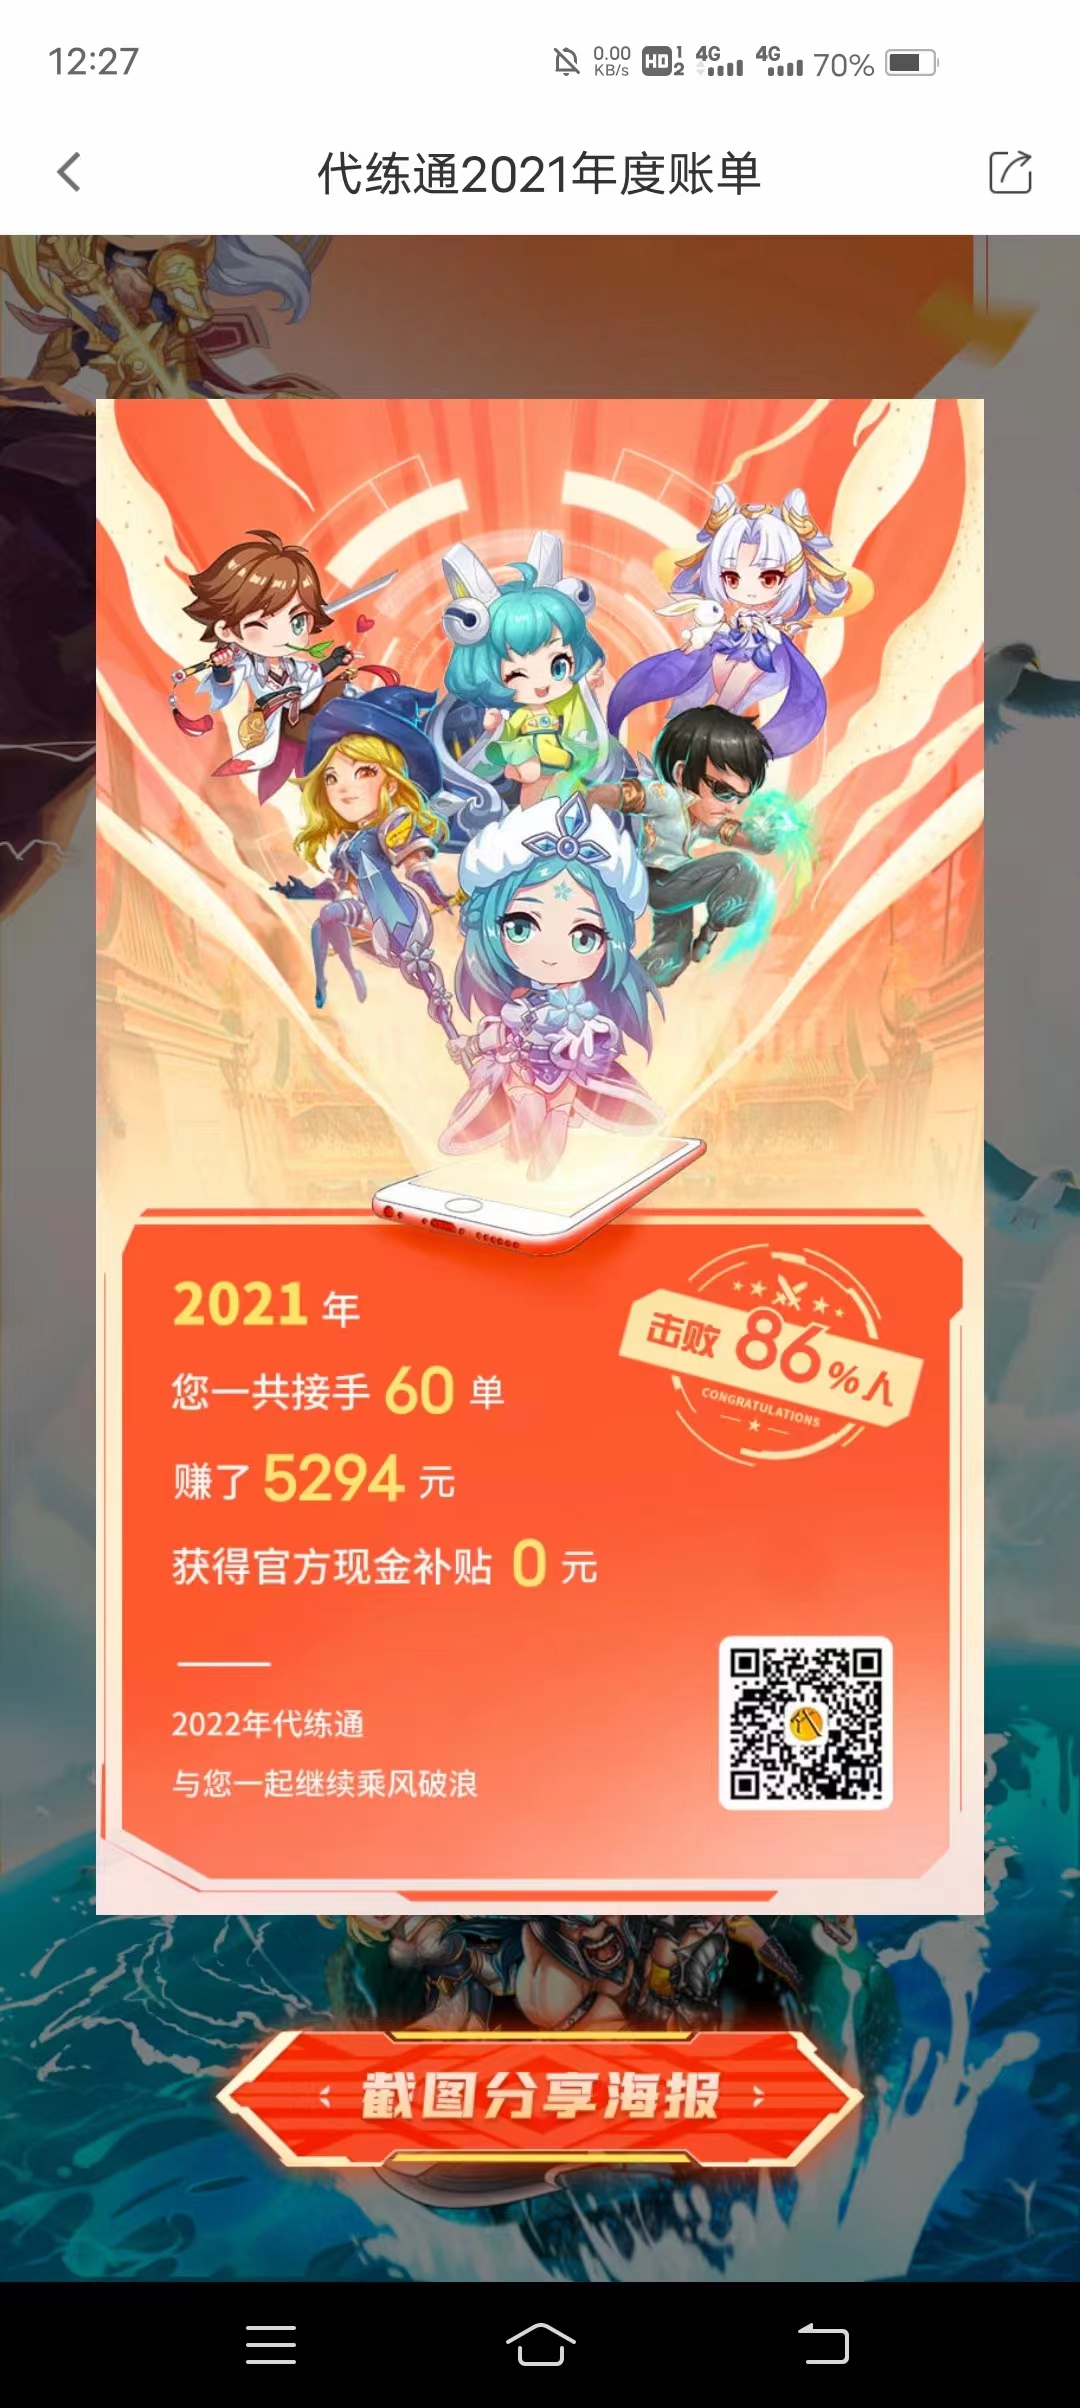 12:27
0.00
KB/s
HD 1 2
4G
4G
70%
代练通2021年度账单
2021 年
击败 86%人
CONGRATULATIONS
您一共接手 60 单
赚了 5294 元
获得官方现金补贴 0 元
代
2022年代练通
与您一起继续乘风破浪
截图分享海报